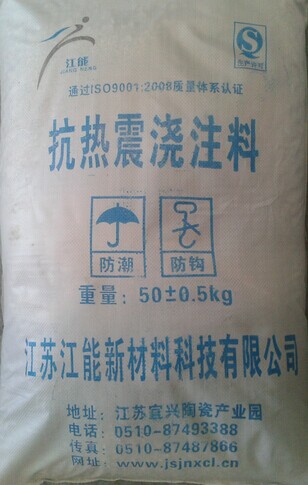 江能
JIANG NENG
通过ISO9001:2008质量体系认证
抗热震浇注料
防潮 防钩
重量: 50±0.5kg
江苏江能新材料科技有限公司
地址: 江苏宜兴陶瓷产业园
电话: 0510-87493388
传真: 0510-87487866
网址: www.jsjnxcl.cn